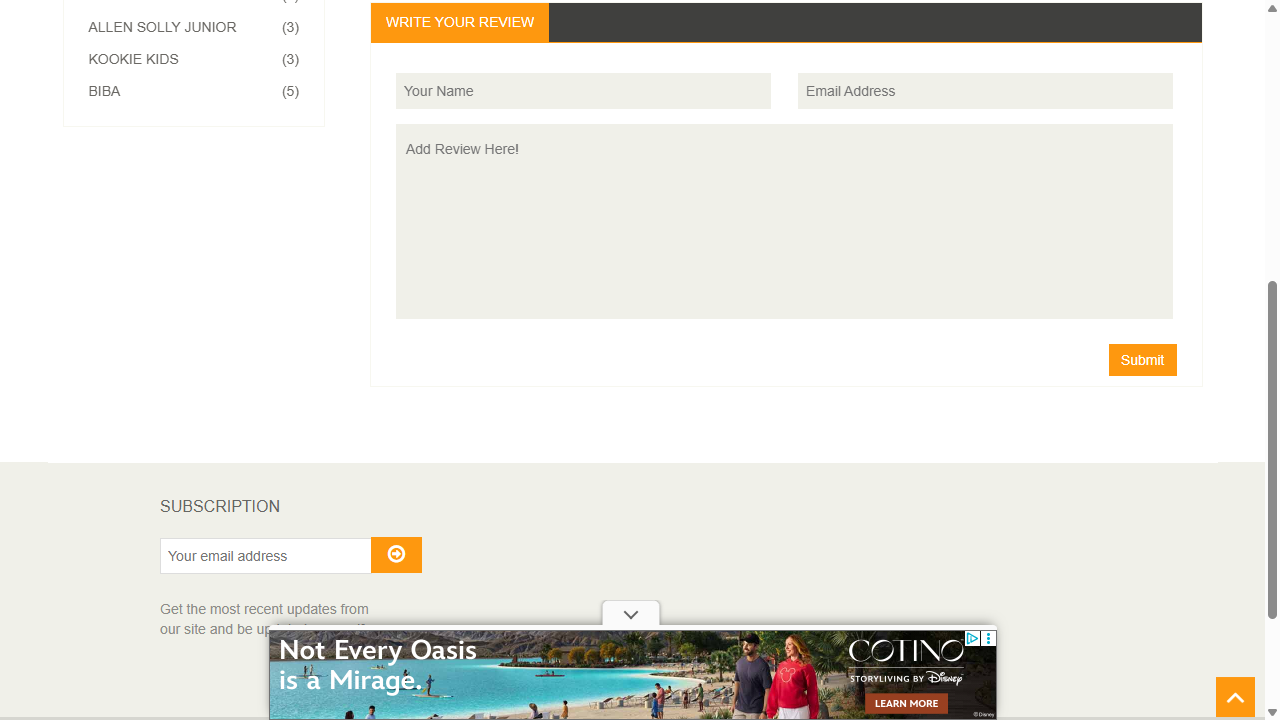 ALLEN SOLLY JUNIOR (3)
KOOKIE KIDS (3)
BIBA (5)
WRITE YOUR REVIEW
Your Name
Email Address
Add Review Here!
Submit
SUBSCRIPTION
Your email address
Get the most recent updates from
our site and be
Not Every Oasis
is a Mirage.
COTINO
STORYLIVING BY Disney
LEARN MORE
©Disney